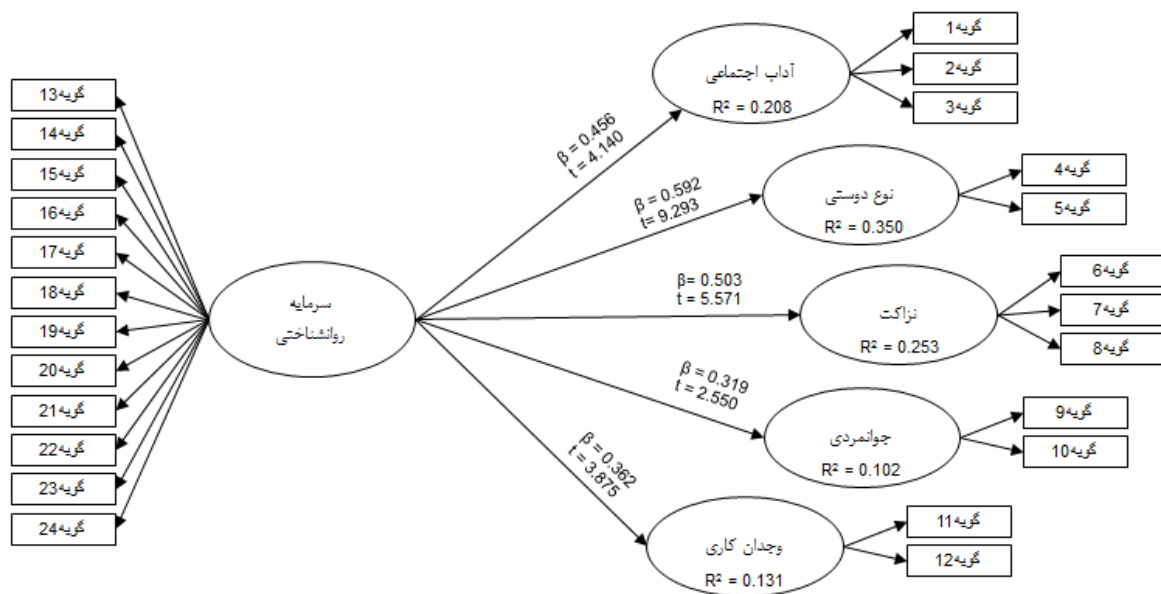 گویه13
گویه14
گویه15
گویه16
گویه17
گویه18
گویه19
گویه20
گویه21
گویه22
گویه23
گویه24
سرمایه
روانشناختی
β = 0.456
t = 4.140
β = 0.592
t= 9.293
β= 0.503
t = 5.571
β = 0.319
t = 2.550
β = 0.362
t = 3.875
آداب اجتماعی
R² = 0.208
گویه1
گویه2
گویه3
نوع دوستی
R² = 0.350
گویه4
گویه5
نزاکت
R² = 0.253
گویه6
گویه7
گویه8
جوانمردی
R² = 0.102
گویه9
گویه10
وجدان کاری
R² = 0.131
گویه11
گویه12